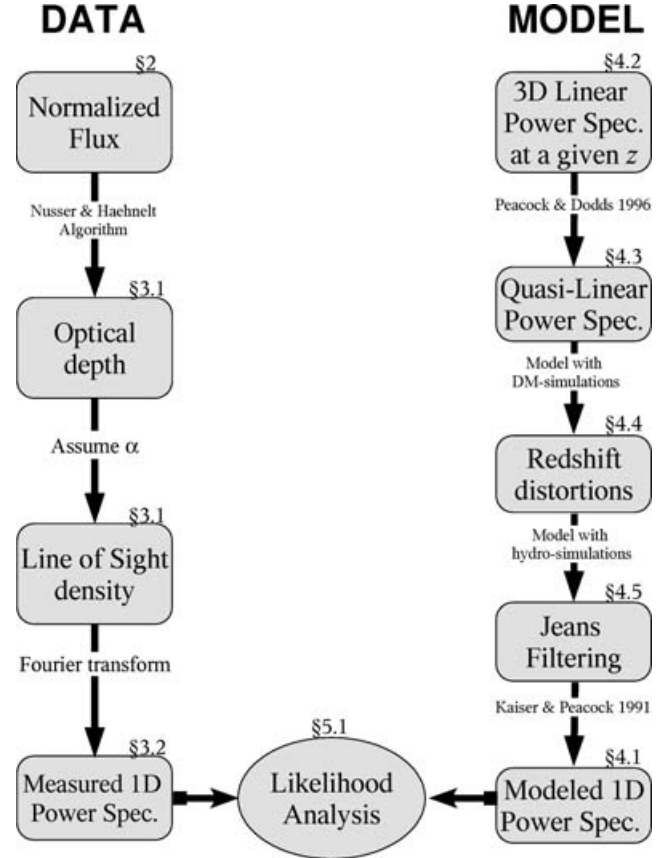 DATA
§2
Normalized
Flux
Nusser & Haehnelt
Algorithm
§3.1
Optical
depth
Assume α
§3.1
Line of Sight
density
Fourier transform
§3.2
Measured 1D
Power Spec.
MODEL
§4.2
3D Linear
Power Spec.
at a given z
Peacock & Dodds 1996
§4.3
Quasi-Linear
Power Spec.
Model with
DM-simulations
§4.4
Redshift
distortions
Model with
hydro-simulations
§4.5
Jeans
Filtering
Kaiser & Peacock 1991
§4.1
Modeled 1D
Power Spec.
§5.1
Likelihood
Analysis